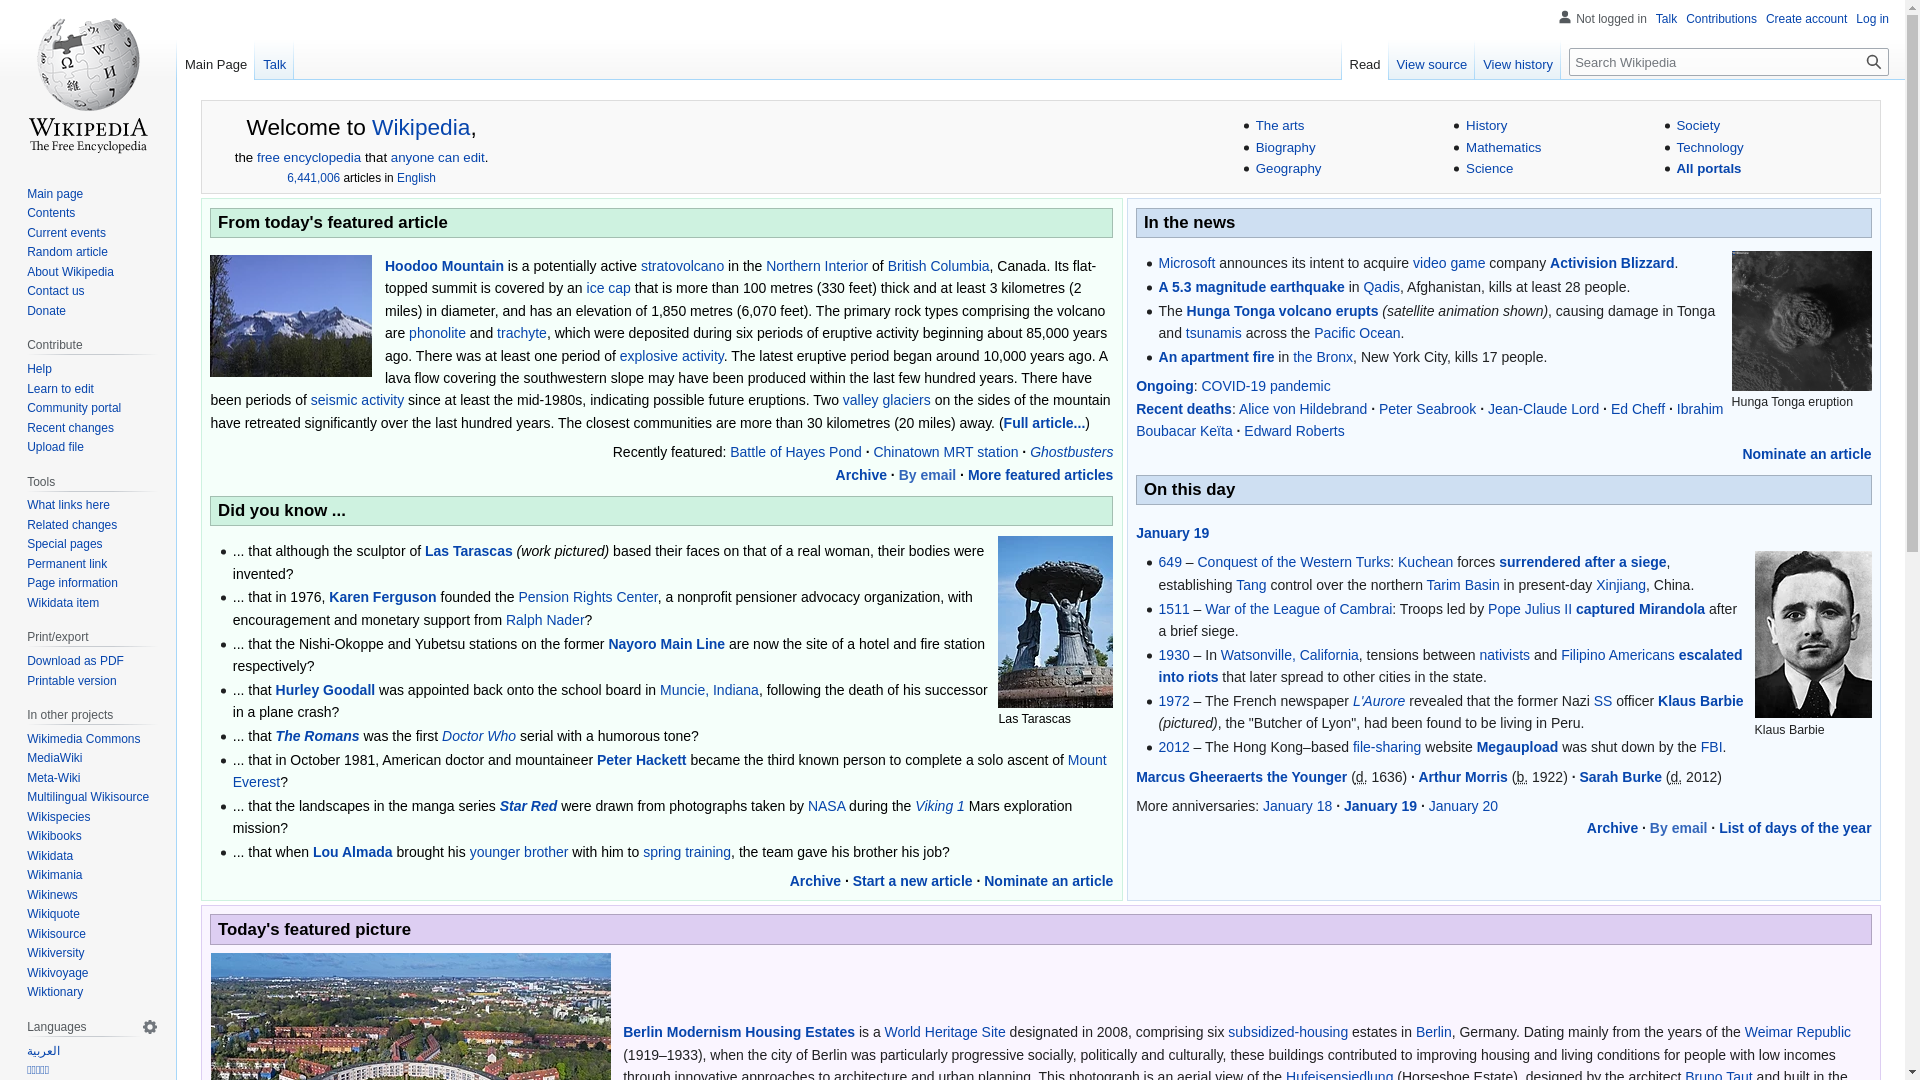 Not logged in Talk Contributions Create account Log in
Main Page Talk
Read View source View history Search Wikipedia
WIKIPEDIA
The Free Encyclopedia
Main page
Contents
Current events
Random article
About Wikipedia
Contact us
Donate
Contribute
Help
Learn to edit
Community portal
Recent changes
Upload file
Tools
What links here
Related changes
Special pages
Permanent link
Page information
Wikidata item
Print/export
Download as PDF
Printable version
In other projects
Wikimedia Commons
MediaWiki
Meta-Wiki
Multilingual Wikisource
Wikispecies
Wikibooks
Wikidata
Wikimania
Wikinews
Wikiquote
Wikisource
Wikiversity
Wikivoyage
Wiktionary
Languages
العربية
Welcome to Wikipedia,
the free encyclopedia that anyone can edit.
6,441,006 articles in English
The arts
Biography
Geography
History
Mathematics
Science
Society
Technology
All portals
From today's featured article
Hoodoo Mountain is a potentially active stratovolcano in the Northern Interior of British Columbia, Canada. Its flat-
topped summit is covered by an ice cap that is more than 100 metres (330 feet) thick and at least 3 kilometres (2
miles) in diameter, and has an elevation of 1,850 metres (6,070 feet). The primary rock types comprising the volcano
are phonolite and trachyte, which were deposited during six periods of eruptive activity beginning about 85,000 years
ago. There was at least one period of explosive activity. The latest eruptive period began around 10,000 years ago. A
lava flow covering the southwestern slope may have been produced within the last few hundred years. There have
been periods of seismic activity since at least the mid-1980s, indicating possible future eruptions. Two valley glaciers on the sides of the mountain
have retreated significantly over the last hundred years. The closest communities are more than 30 kilometres (20 miles) away. (Full article...)
Recently featured: Battle of Hayes Pond · Chinatown MRT station · Ghostbusters
Archive · By email · More featured articles
Did you know ...
... that although the sculptor of Las Tarascas (work pictured) based their faces on that of a real woman, their bodies were
invented?
... that in 1976, Karen Ferguson founded the Pension Rights Center, a nonprofit pensioner advocacy organization, with
encouragement and monetary support from Ralph Nader?
... that the Nishi-Okoppe and Yubetsu stations on the former Nayoro Main Line are now the site of a hotel and fire station
respectively?
... that Hurley Goodall was appointed back onto the school board in Muncie, Indiana, following the death of his successor
in a plane crash?
... that The Romans was the first Doctor Who serial with a humorous tone?
... that in October 1981, American doctor and mountaineer Peter Hackett became the third known person to complete a solo ascent of Mount
Everest?
... that the landscapes in the manga series Star Red were drawn from photographs taken by NASA during the Viking 1 Mars exploration
mission?
... that when Lou Almada brought his younger brother with him to spring training, the team gave his brother his job?
Las Tarascas
Archive · Start a new article · Nominate an article
In the news
Microsoft announces its intent to acquire video game company Activision Blizzard.
A 5.3 magnitude earthquake in Qadis, Afghanistan, kills at least 28 people.
The Hunga Tonga volcano erupts (satellite animation shown), causing damage in Tonga
and tsunamis across the Pacific Ocean.
An apartment fire in the Bronx, New York City, kills 17 people.
Hunga Tonga eruption
Ongoing: COVID-19 pandemic
Recent deaths: Alice von Hildebrand · Peter Seabrook · Jean-Claude Lord · Ed Cheff · Ibrahim
Boubacar Keïta · Edward Roberts
Nominate an article
On this day
January 19
649 – Conquest of the Western Turks: Kuchean forces surrendered after a siege,
establishing Tang control over the northern Tarim Basin in present-day Xinjiang, China.
1511 – War of the League of Cambrai: Troops led by Pope Julius II captured Mirandola after
a brief siege.
1930 – In Watsonville, California, tensions between nativists and Filipino Americans escalated
into riots that later spread to other cities in the state.
1972 – The French newspaper L'Aurore revealed that the former Nazi SS officer Klaus Barbie
(pictured), the "Butcher of Lyon", had been found to be living in Peru.
2012 – The Hong Kong–based file-sharing website Megaupload was shut down by the FBI.
Klaus Barbie
Marcus Gheeraerts the Younger (d. 1636) · Arthur Morris (b. 1922) · Sarah Burke (d. 2012)
More anniversaries: January 18 · January 19 · January 20
Archive · By email · List of days of the year
Today's featured picture
Berlin Modernism Housing Estates is a World Heritage Site designated in 2008, comprising six subsidized-housing estates in Berlin, Germany. Dating mainly from the years of the Weimar Republic
(1919–1933), when the city of Berlin was particularly progressive socially, politically and culturally, these buildings contributed to improving housing and living conditions for people with low incomes
through innovative approaches to architecture and urban planning. This photograph is an aerial view of the Hufeisensiedlung (Horseshoe Estate), designed by the architect Bruno Taut and built in the